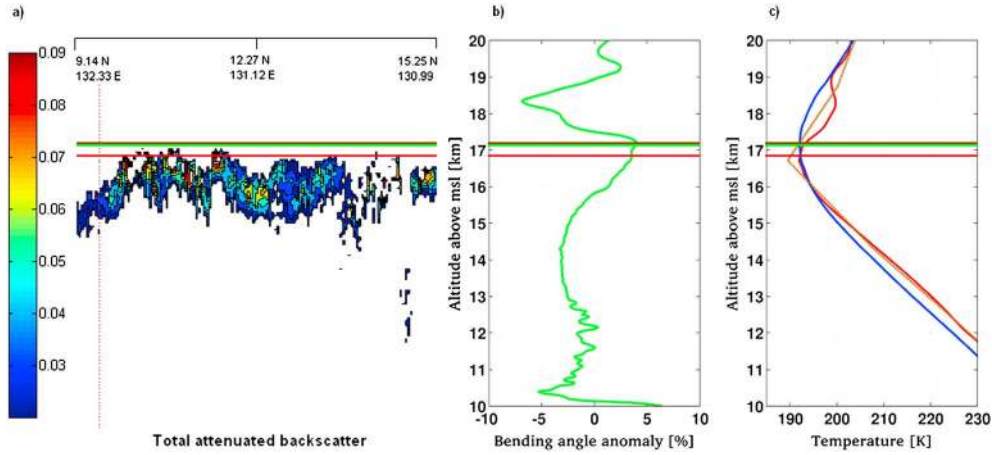 a)
9.14 N 12.27 N 15.25 N
132.33 E 131.12 E 130.99
0.09
0.08
0.07
0.06
0.05
0.04
0.03
Total attenuated backscatter
b)
Altitude above msl [km]
20
19
18
17
16
15
14
13
12
11
10
-10 -5 0 5 10
Bending angle anomaly [%]
c)
Altitude above msl [km]
20
19
18
17
16
15
14
13
12
11
10
190 200 210 220 230
Temperature [K]